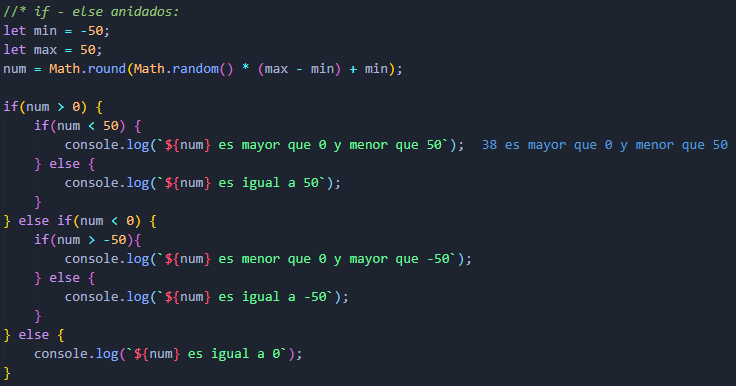 //* if - else anidados:
let min = -50;
let max = 50;
num = Math.round(Math.random() * (max - min) + min);

if(num > 0) {
    if(num < 50) {
        console.log(`${num} es mayor que 0 y menor que 50`);  38 es mayor que 0 y menor que 50
    } else {
        console.log(`${num} es igual a 50`);
    }
} else if(num < 0) {
    if(num > -50){
        console.log(`${num} es menor que 0 y mayor que -50`);
    } else {
        console.log(`${num} es igual a -50`);
    }
} else {
    console.log(`${num} es igual a 0`);
}